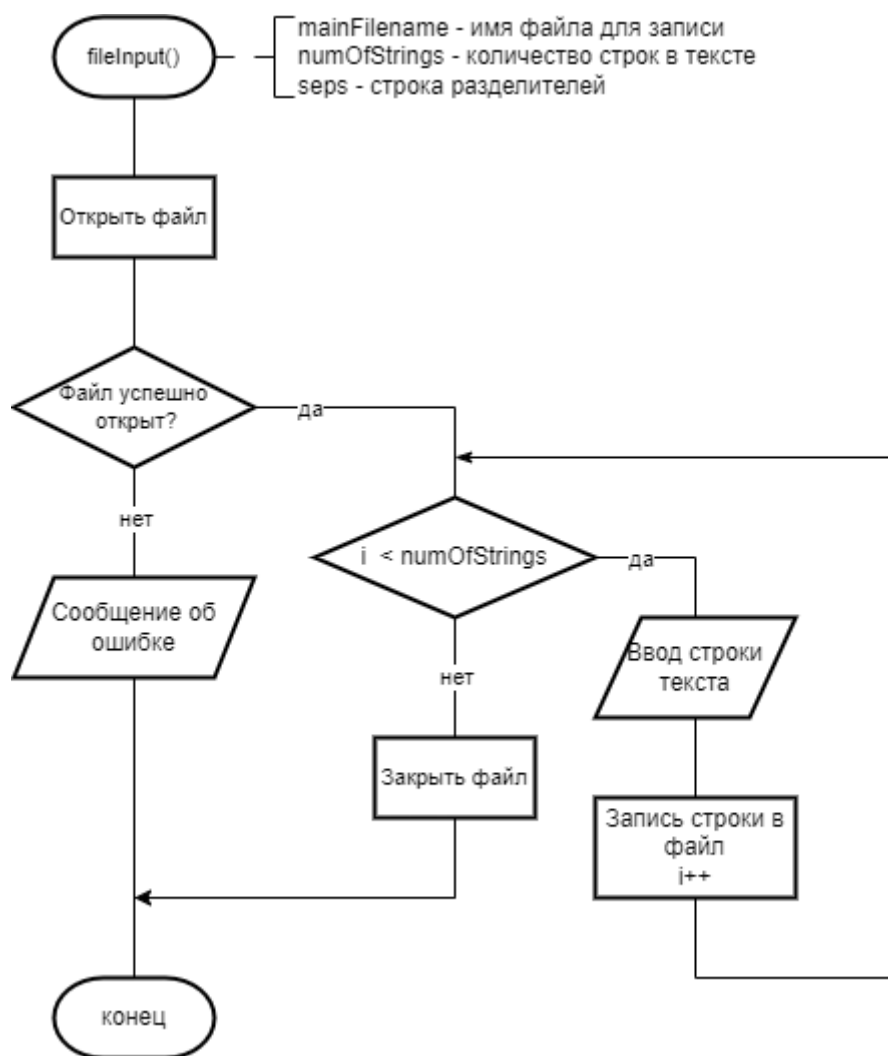 fileInput()
mainFilename - имя файла для записи
numOfStrings - количество строк в тексте
seps - строка разделителей
Открыть файл
Файл успешно
открыт?
да
нет
i < numOfStrings
да
Сообщение об
ошибке
Ввод строки
текста
нет
Закрыть файл
Запись строки в
файл
i++
конец